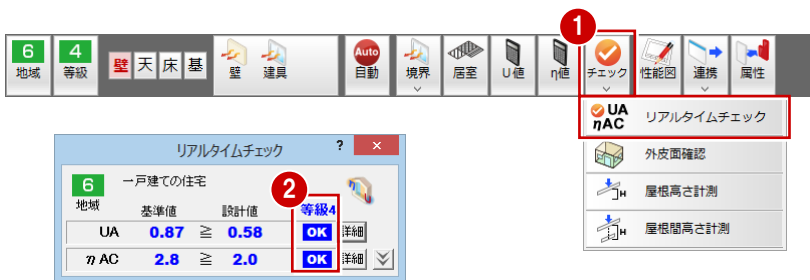 1
6 地域
4 等級
壁 天 床 基
壁
建具
Auto 自動
境界
居室
U値
η値
チェック
性能図
連携
属性
UA ηAC リアルタイムチェック
外皮面確認
H 屋根高さ計測
H 屋根間高さ計測
リアルタイムチェック ? ×
6 地域
一戸建ての住宅
2
基準値 設計値 等級4
UA 0.87 ≧ 0.58 OK 詳細
η AC 2.8 ≧ 2.0 OK 詳細